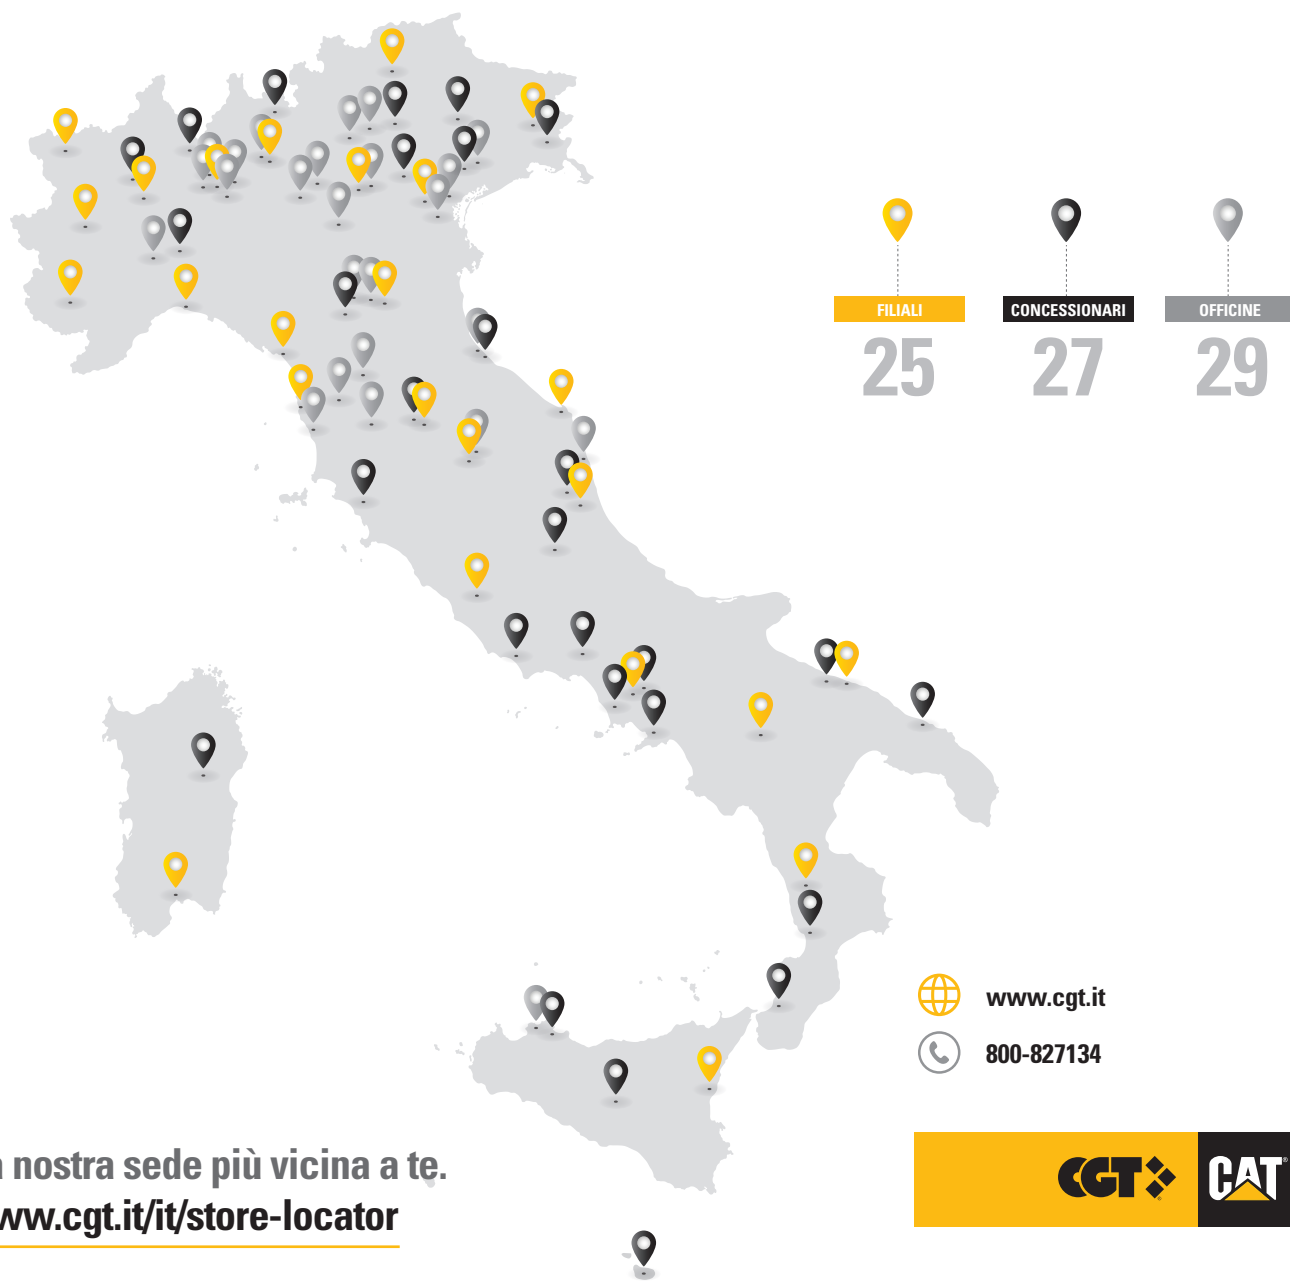 FILIALI
25
CONCESSIONARI
27
OFFICINE
29
www.cgt.it
800-827134
nostra sede più vicina a te.
ww.cgt.it/it/store-locator
CGT
CAT®